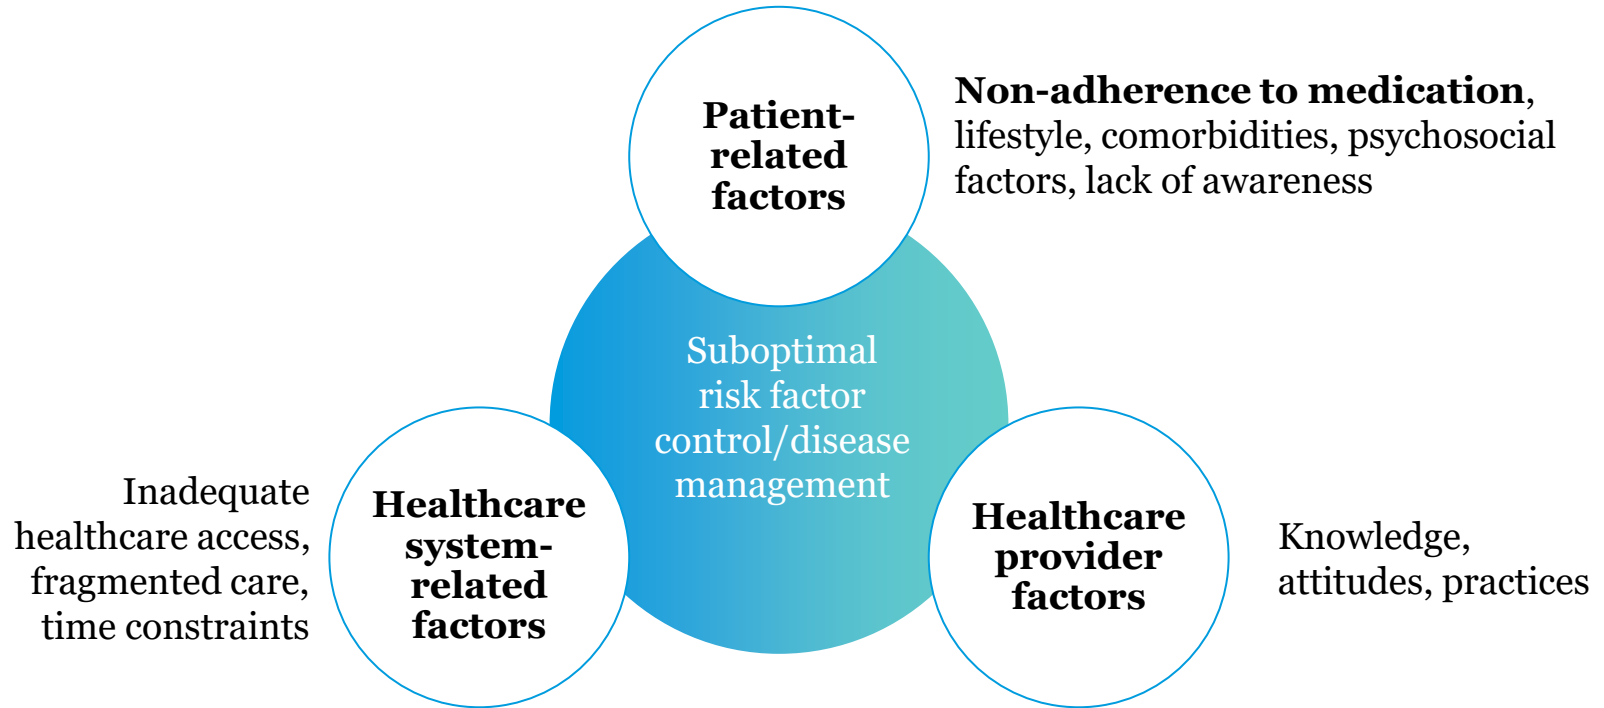 Patient-
related
factors
Non-adherence to medication,
lifestyle, comorbidities, psychosocial
factors, lack of awareness
Suboptimal
risk factor
control/disease
management
Inadequate
healthcare access,
fragmented care,
time constraints
Healthcare
system-
related
factors
Healthcare
provider
factors
Knowledge,
attitudes, practices